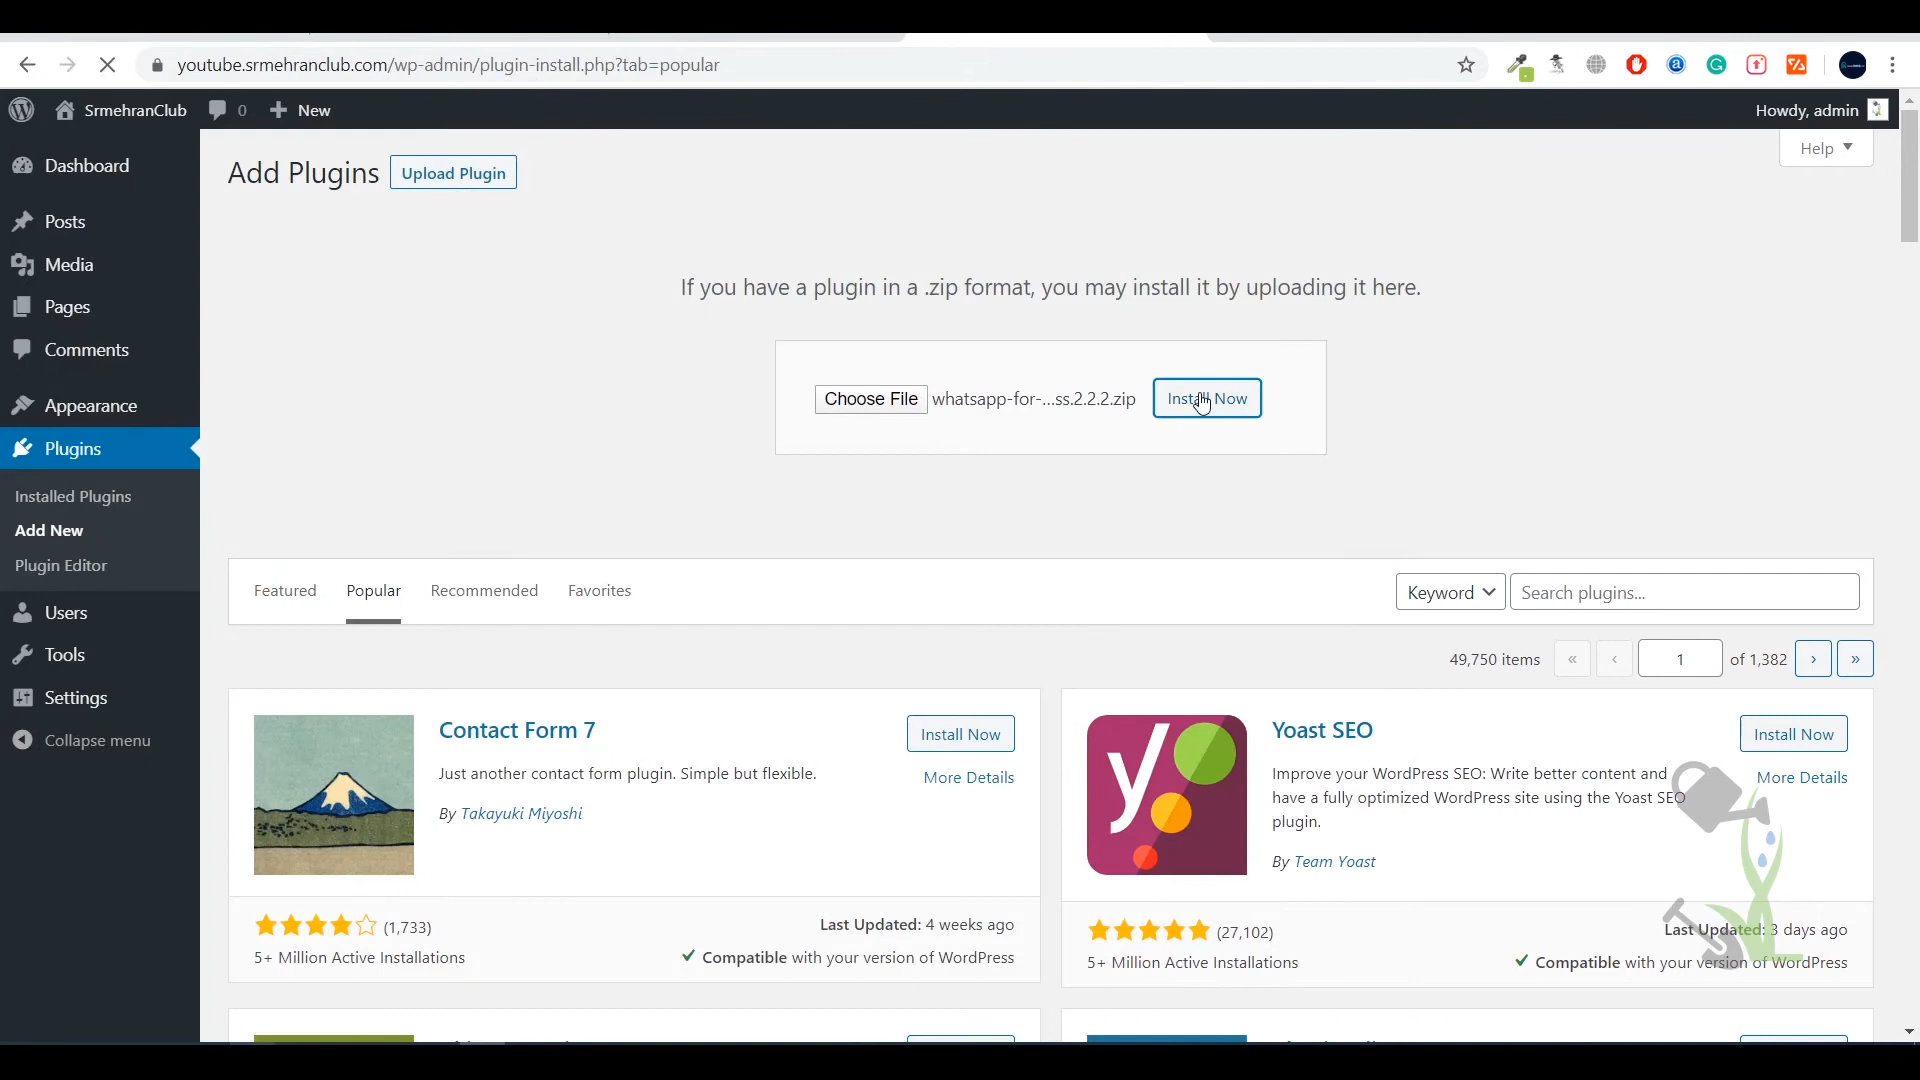 youtube.srmehranclub.com/wp-admin/plugin-install.php?tab=popular
SrmehranClub 0 New Howdy, admin
Help
Add Plugins Upload Plugin
Dashboard
Posts
Media
Pages
Comments
Appearance
Plugins
Installed Plugins
Add New
Plugin Editor
Users
Tools
Settings
Collapse menu
If you have a plugin in a .zip format, you may install it by uploading it here.
Choose File whatsapp-for-...ss.2.2.2.zip Install Now
Featured Popular Recommended Favorites Keyword Search plugins...
49,750 items « ‹ 1 of 1,382 › »
Contact Form 7 Install Now
Just another contact form plugin. Simple but flexible. More Details
By Takayuki Miyoshi
(1,733) Last Updated: 4 weeks ago
5+ Million Active Installations Compatible with your version of WordPress
Yoast SEO Install Now
Improve your WordPress SEO: Write better content and More Details
have a fully optimized WordPress site using the Yoast SEO
plugin.
By Team Yoast
(27,102) Last Updated: 3 days ago
5+ Million Active Installations Compatible with your version of WordPress